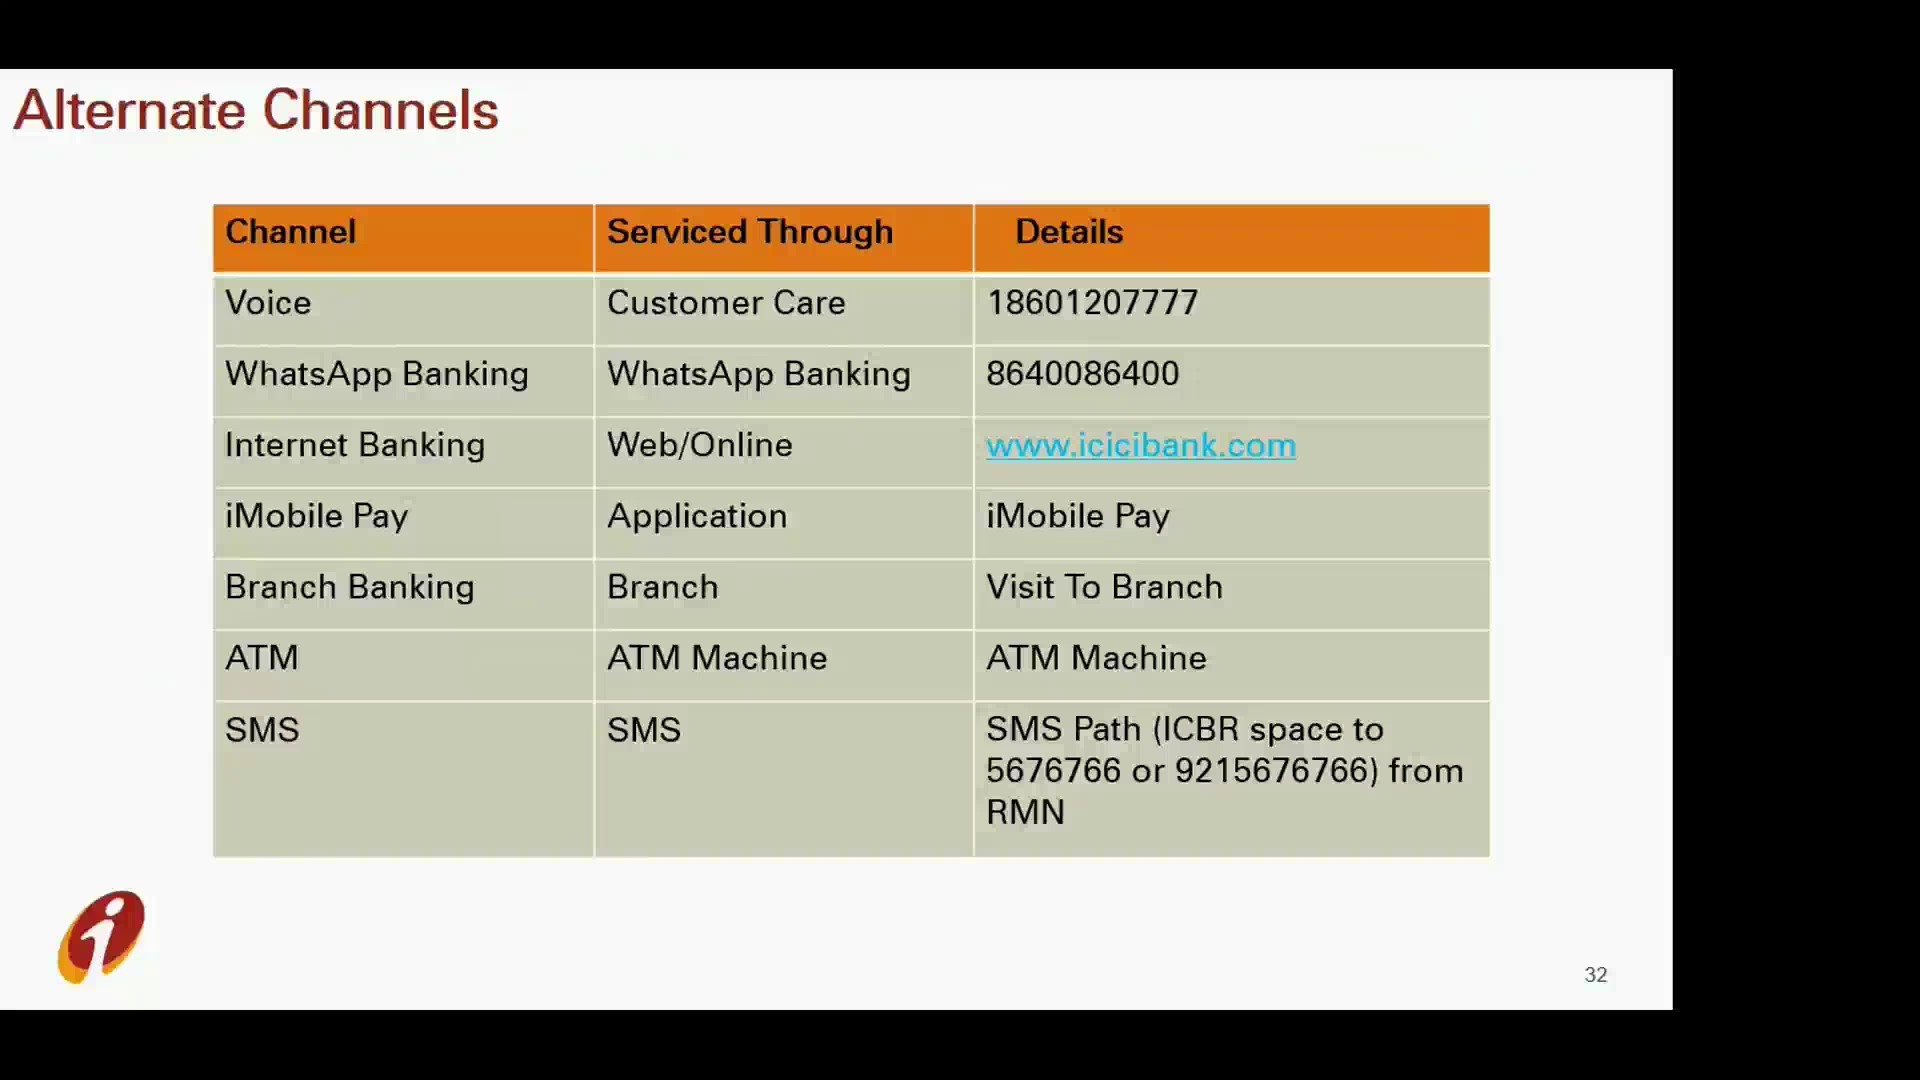 Alternate Channels
Channel Serviced Through Details
Voice Customer Care 18601207777
WhatsApp Banking WhatsApp Banking 8640086400
Internet Banking Web/Online www.icicibank.com
iMobile Pay Application iMobile Pay
Branch Banking Branch Visit To Branch
ATM ATM Machine ATM Machine
SMS SMS SMS Path (ICBR space to
5676766 or 9215676766) from
RMN
32